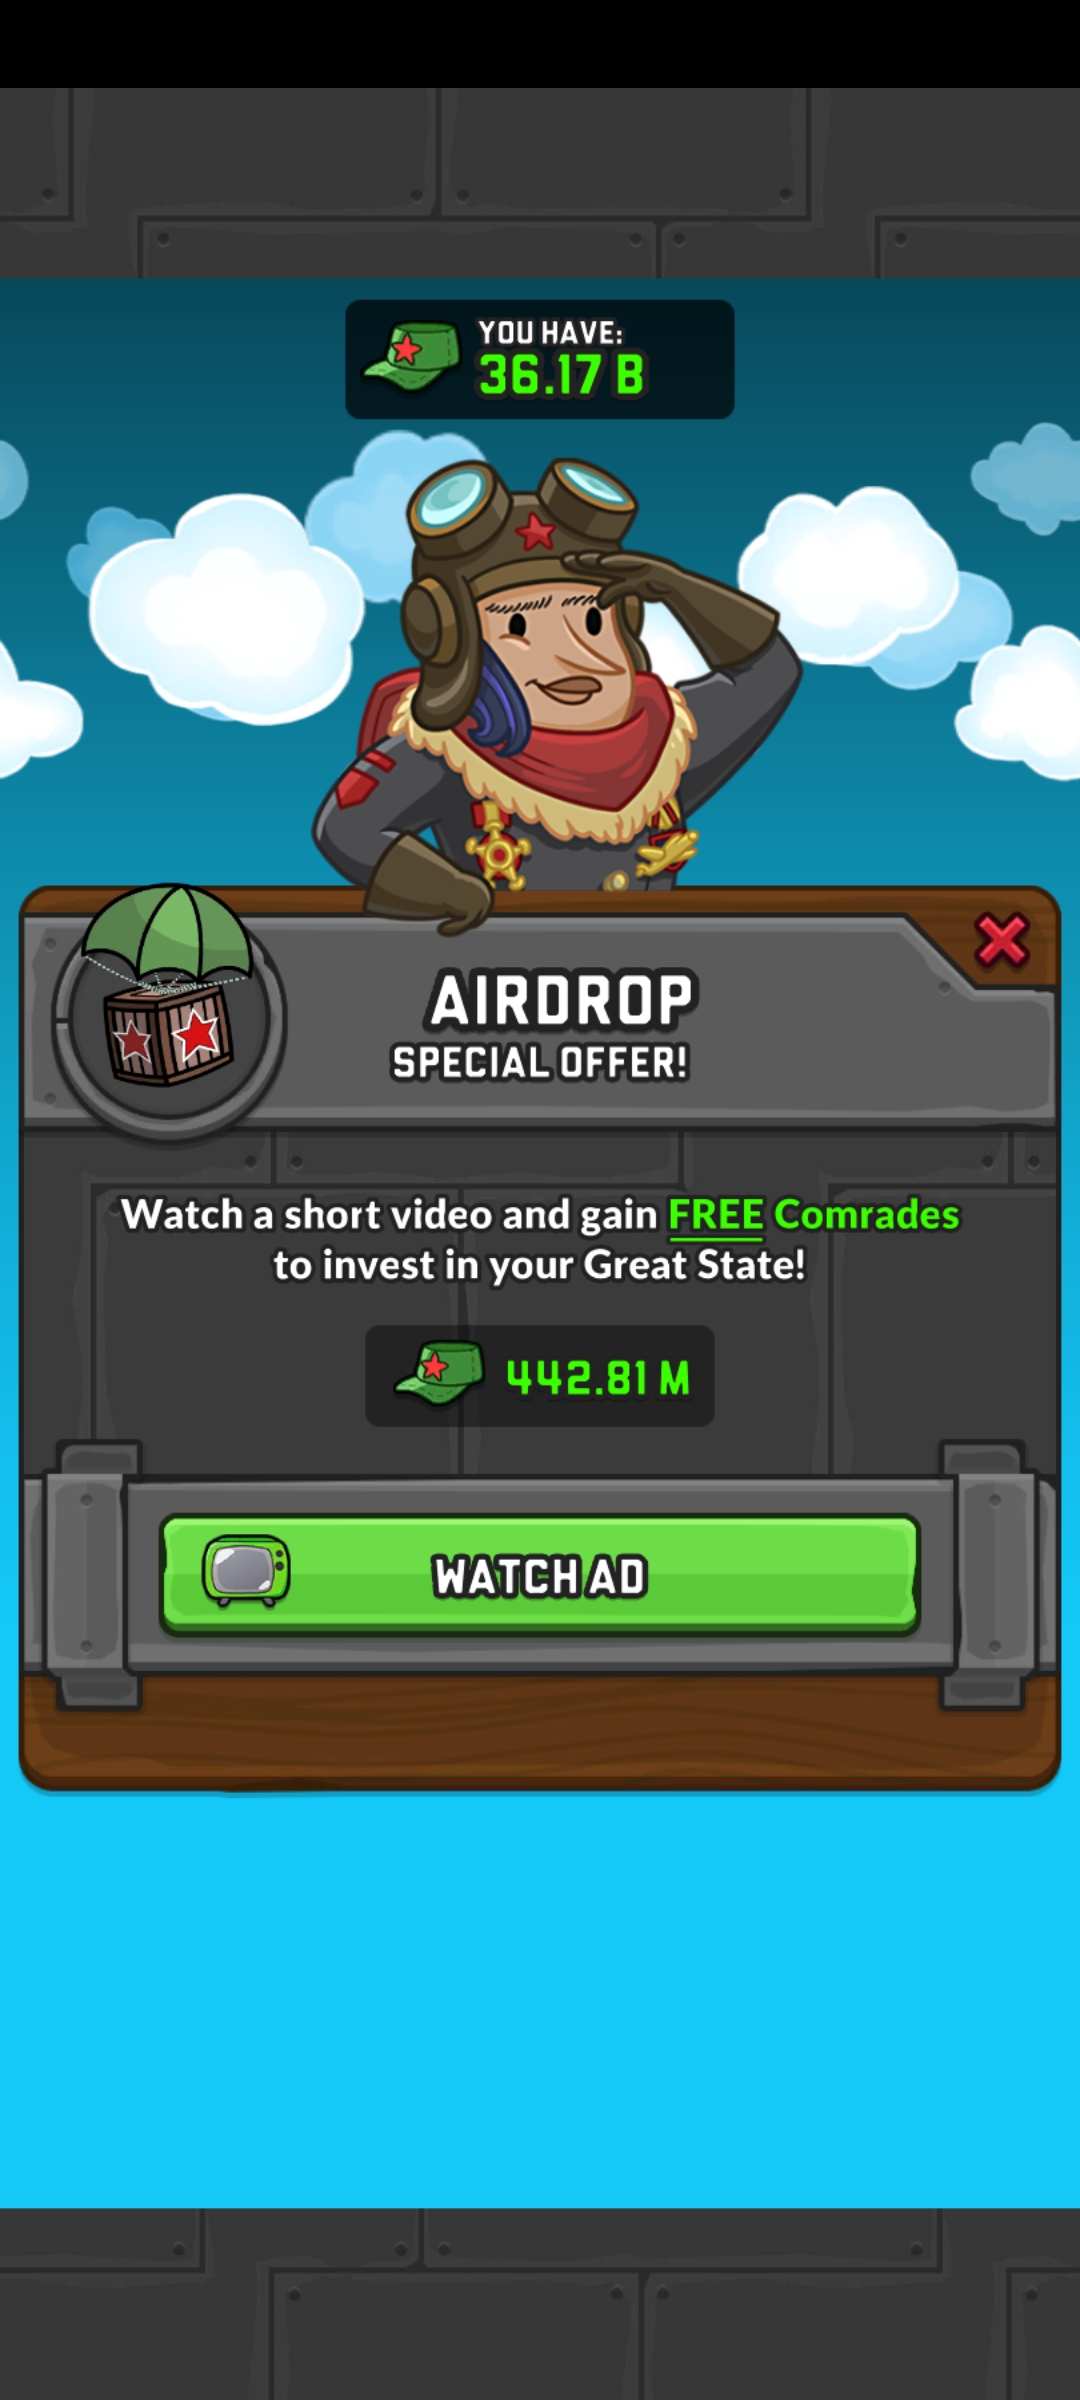 YOU HAVE:
36.17 B
AIRDROP
SPECIAL OFFER!
Watch a short video and gain FREE Comrades
to invest in your Great State!
442.81 M
WATCH AD